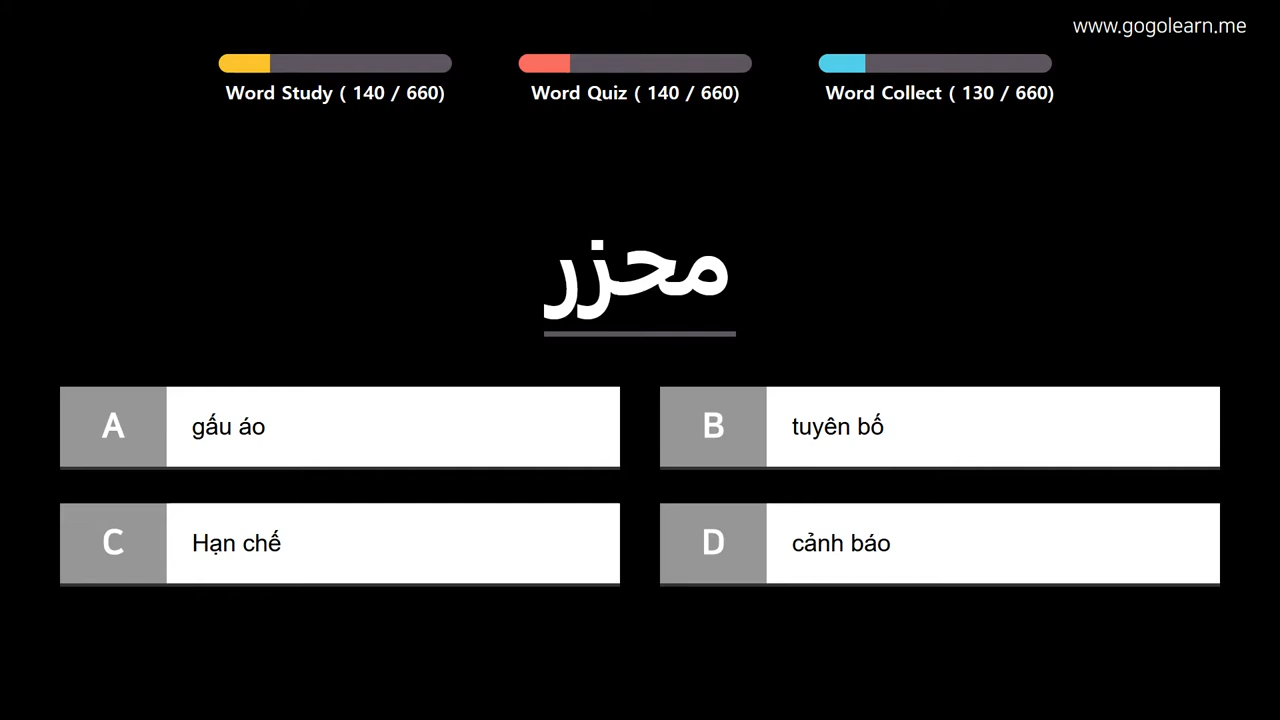 www.gogolearn.me
Word Study ( 140 / 660)
Word Quiz ( 140 / 660)
Word Collect ( 130 / 660)
محزر
A gấu áo
B tuyên bố
C Hạn chế
D cảnh báo